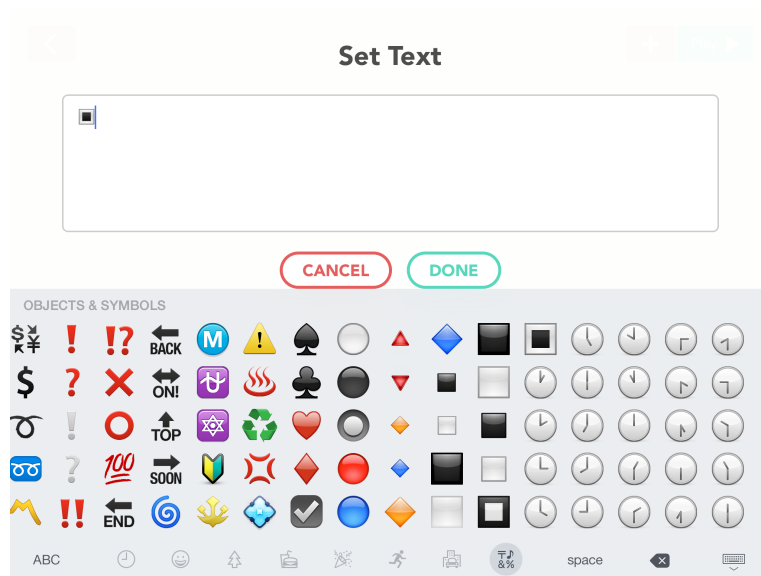 Set Text
CANCEL
DONE
OBJECTS & SYMBOLS
BACK
ON!
TOP
100
SOON
END
ABC
space